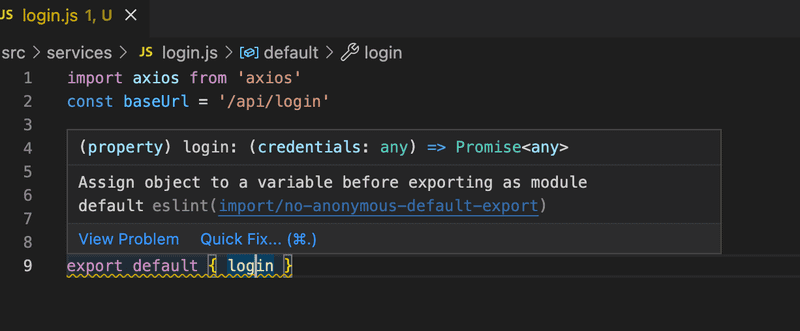 JS login.js 1, U ×
src > services > JS login.js > default > login
1 import axios from 'axios'
2 const baseUrl = '/api/login'
3
4 (property) login: (credentials: any) => Promise<any>
5 Assign object to a variable before exporting as module
6 default eslint(import/no-anonymous-default-export)
7
8 View Problem Quick Fix... (⌘.)
9 export default { login }